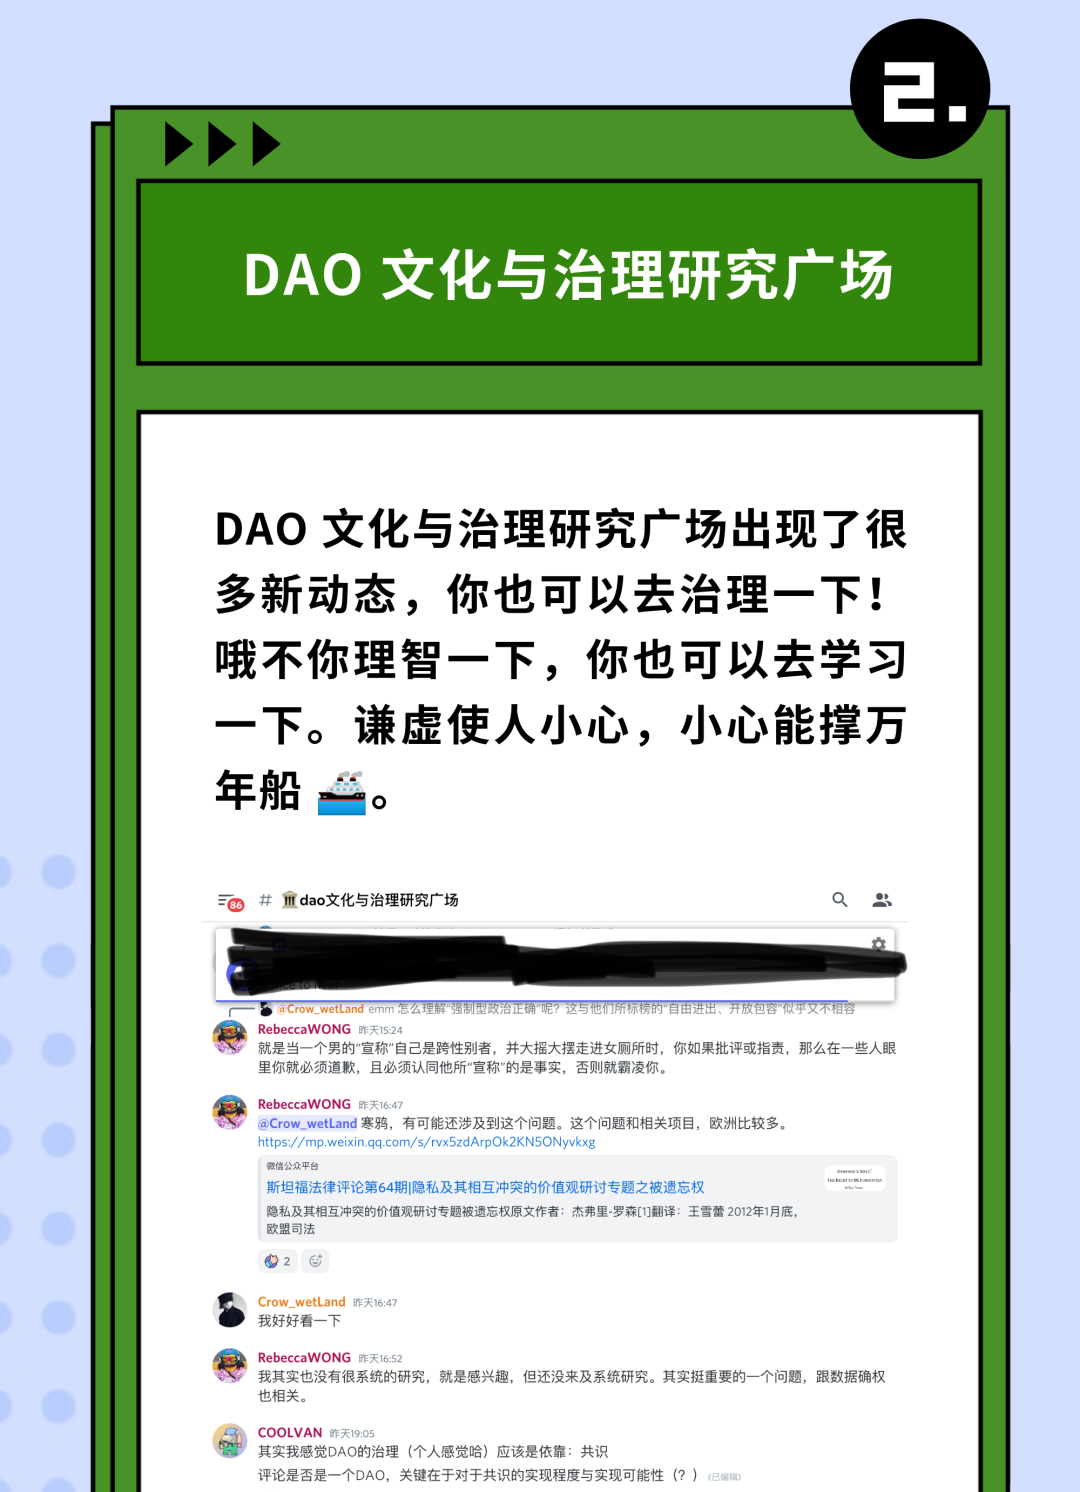 2.
DAO 文化与治理研究广场
DAO 文化与治理研究广场出现了很
多新动态，你也可以去治理一下！
哦不你理智一下，你也可以去学习
一下。谦虚使人小心，小心能撑万
年船 🛳️。
86 # 🏛️dao文化与治理研究广场
@Crow_wetLand emm 怎么理解“强制型政治正确”呢？这与他们所标榜的“自由进出、开放包容”似乎又不相容
RebeccaWONG 昨天15:24
就是当一个男的“宣称”自己是跨性别者，并大摇大摆走进女厕所时，你如果批评或指责，那么在一些人眼
里你就必须道歉，且必须认同他所“宣称”的是事实，否则就霸凌你。
RebeccaWONG 昨天16:47
@Crow_wetLand 寒鸦，有可能还涉及到这个问题。这个问题和相关项目，欧洲比较多。
https://mp.weixin.qq.com/s/rvx5zdArpOk2KN5ONyvkxg
微信公众平台
斯坦福法律评论第64期|隐私及其相互冲突的价值观研讨专题之被遗忘权
隐私及其相互冲突的价值观研讨专题被遗忘权原文作者：杰弗里-罗森[1]翻译：王雪蕾 2012年1月底，
欧盟司法
2
Crow_wetLand 昨天16:47
我好好看一下
RebeccaWONG 昨天16:52
我其实也没有很系统的研究，就是感兴趣，但还没来及系统研究。其实挺重要的一个问题，跟数据确权
也相关。
COOLVAN 昨天19:05
其实我感觉DAO的治理（个人感觉哈）应该是依靠：共识
评论是否是一个DAO，关键在于对于共识的实现程度与实现可能性（？）(已编辑)